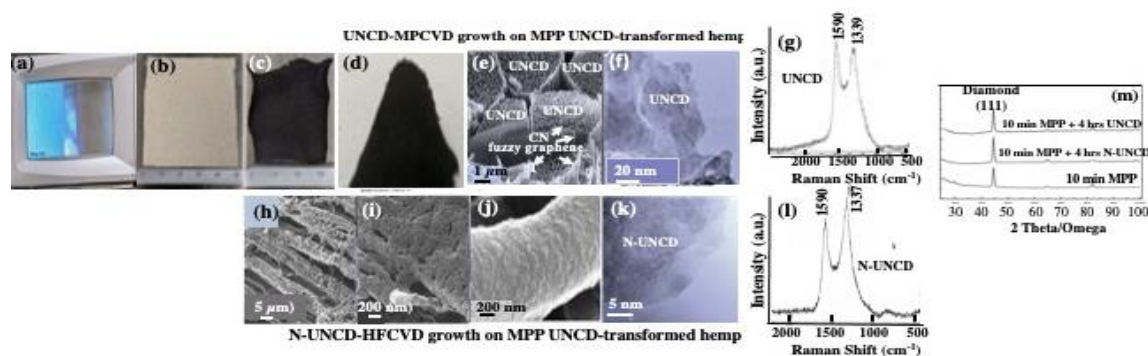 UNCD-MPCVD growth on MPP UNCD-transformed hemp
(a)
(b)
(c)
(d)
(e)
UNCD
UNCD
UNCD
UNCD
CN
fuzzy graphene
1 µm
(f)
UNCD
20 nm
(g)
1590
1339
UNCD
Intensity (a.u.)
2000 1500 1000 500
Raman Shift (cm-1)
(h)
5 µm)
(i)
200 nm)
(j)
200 nm
(k)
N-UNCD
5 nm
N-UNCD-HFCVD growth on MPP UNCD-transformed hemp
(l)
1590
1337
N-UNCD
Intensity (a.u.)
2000 1500 1000 500
Raman Shift (cm-1)
(m)
Diamond
(111)
10 min MPP + 4 hrs UNCD
10 min MPP + 4 hrs N-UNCD
10 min MPP
Intensity (a.u.)
30 40 50 60 70 80 90 100
2 Theta/Omega